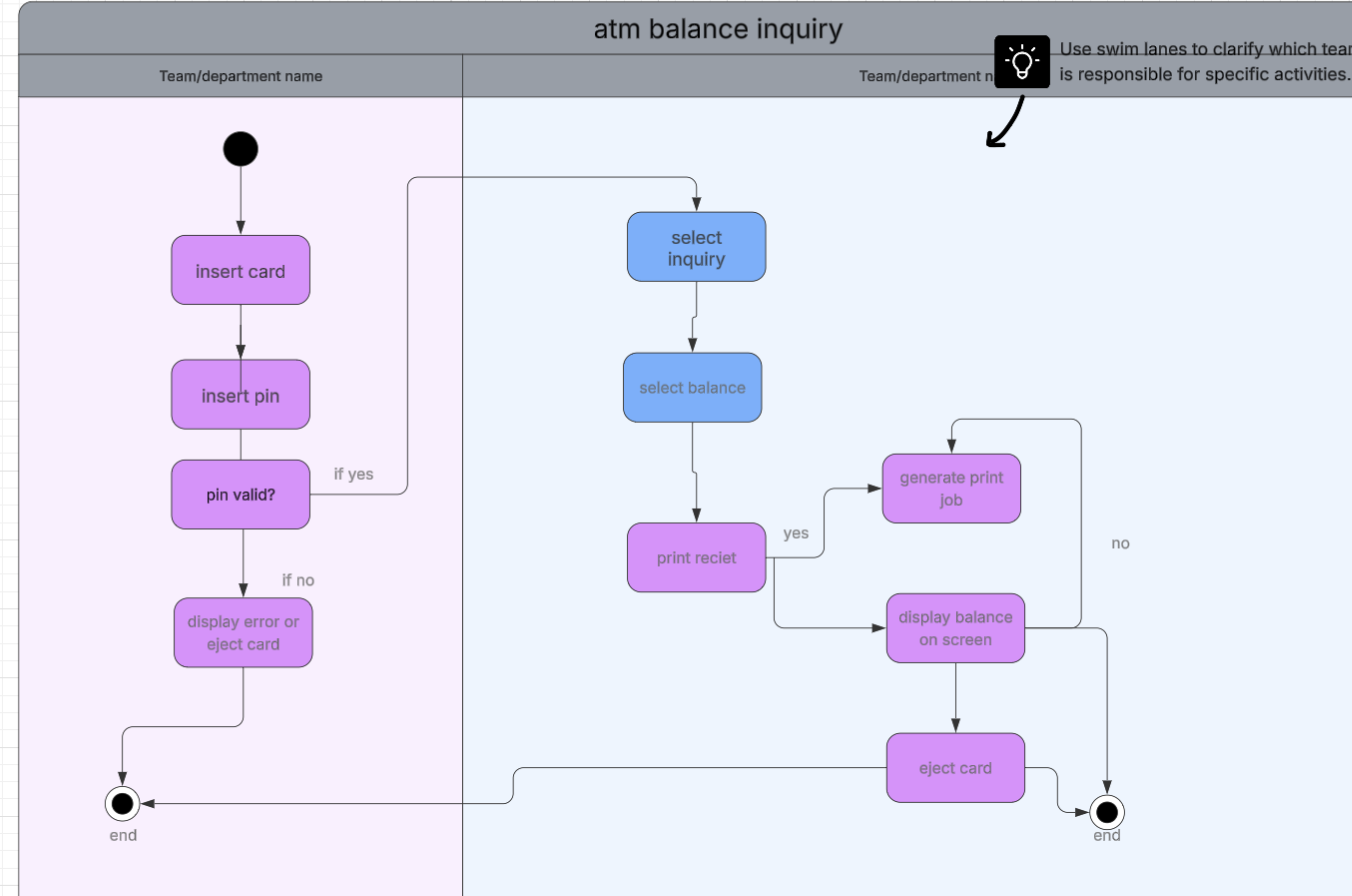 atm balance inquiry
Use swim lanes to clarify which
is responsible for specific activities.
Team/department name
Team/department
insert card
insert pin
pin valid?
if yes
if no
display error or
eject card
end
select
inquiry
select balance
print reciet
yes
generate print
job
no
display balance
on screen
eject card
end